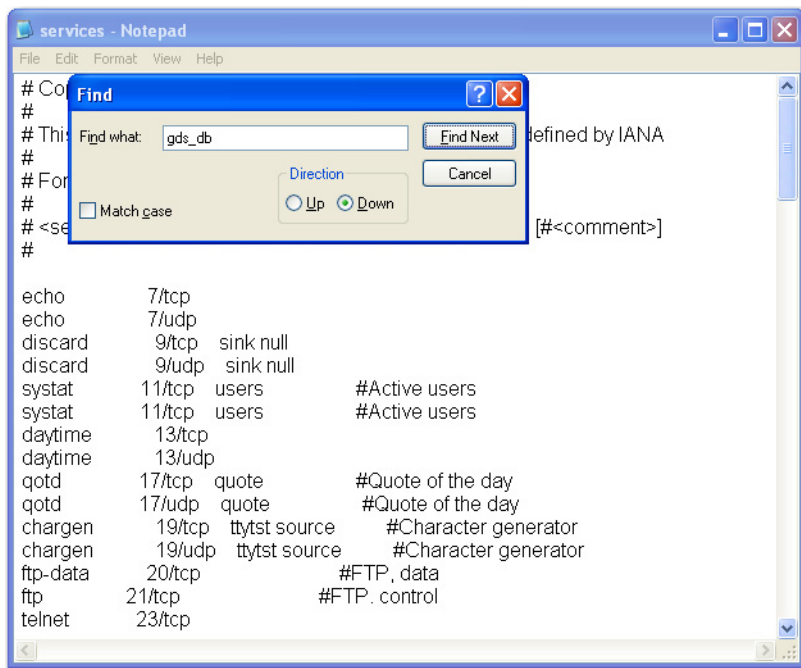 services - Notepad
File Edit Format View Help
# Co
#
# This defined by IANA
#
# For
#
# <se [#<comment>]
#
Find
Find what: gds_db Find Next
Direction Cancel
Match case Up Down
echo 7/tcp
echo 7/udp
discard 9/tcp sink null
discard 9/udp sink null
systat 11/tcp users #Active users
systat 11/tcp users #Active users
daytime 13/tcp
daytime 13/udp
qotd 17/tcp quote #Quote of the day
qotd 17/udp quote #Quote of the day
chargen 19/tcp ttytst source #Character generator
chargen 19/udp ttytst source #Character generator
ftp-data 20/tcp #FTP, data
ftp 21/tcp #FTP. control
telnet 23/tcp